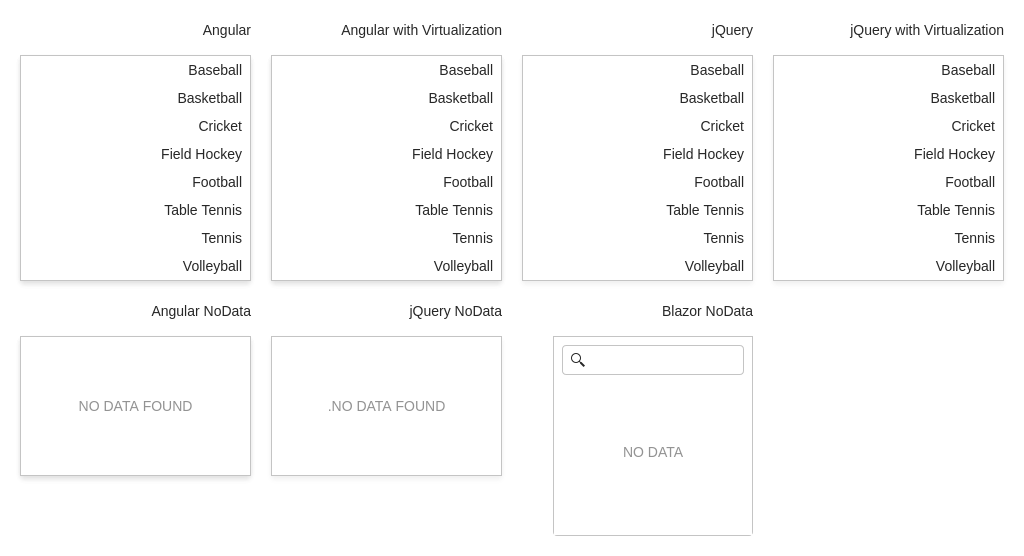 Angular
Baseball
Basketball
Cricket
Field Hockey
Football
Table Tennis
Tennis
Volleyball
Angular with Virtualization
Baseball
Basketball
Cricket
Field Hockey
Football
Table Tennis
Tennis
Volleyball
jQuery
Baseball
Basketball
Cricket
Field Hockey
Football
Table Tennis
Tennis
Volleyball
jQuery with Virtualization
Baseball
Basketball
Cricket
Field Hockey
Football
Table Tennis
Tennis
Volleyball
Angular NoData
NO DATA FOUND
jQuery NoData
.NO DATA FOUND
Blazor NoData
NO DATA